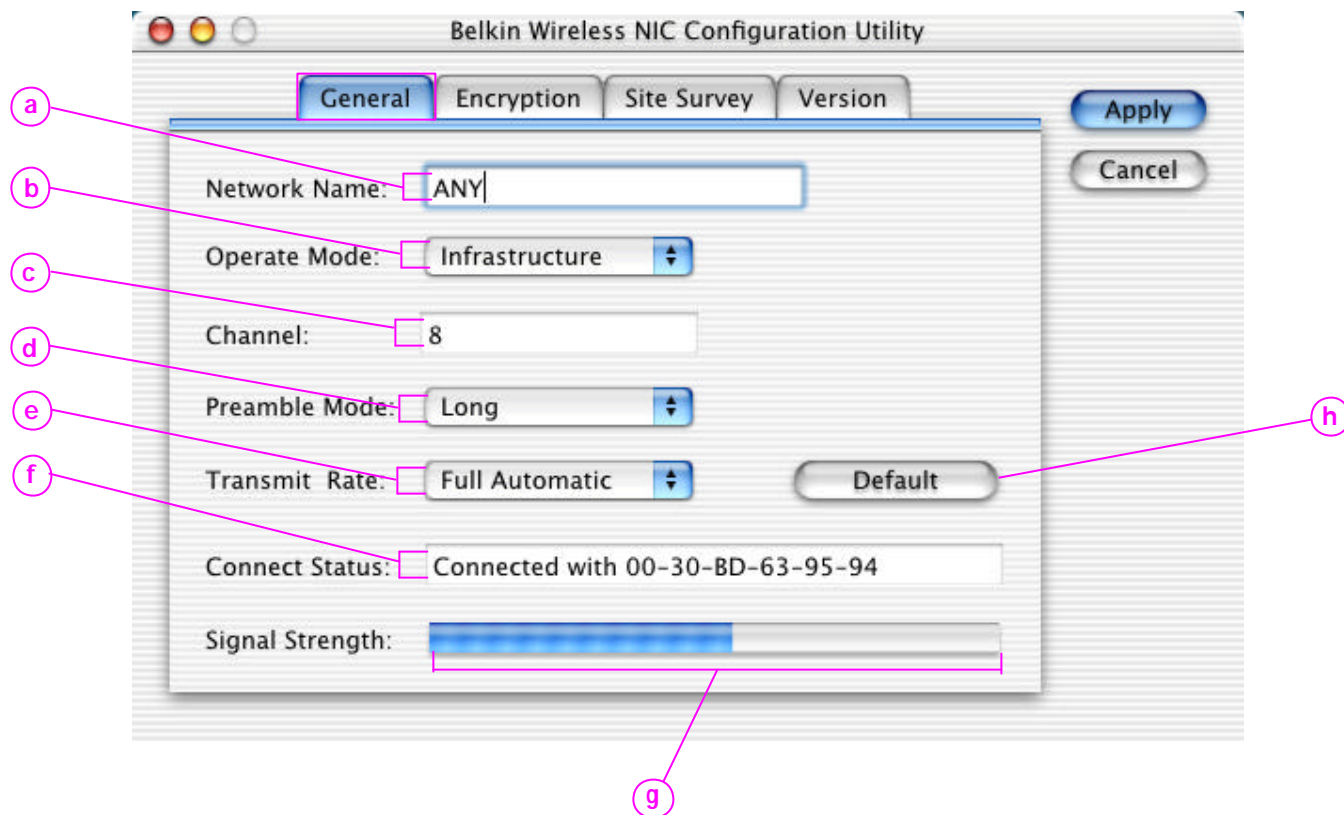 Belkin Wireless NIC Configuration Utility
General Encryption Site Survey Version
Apply
Cancel
a
Network Name: ANY
b
Operate Mode: Infrastructure
c
Channel: 8
d
Preamble Mode: Long
e
Transmit Rate: Full Automatic
Default
h
f
Connect Status: Connected with 00-30-BD-63-95-94
Signal Strength:
g